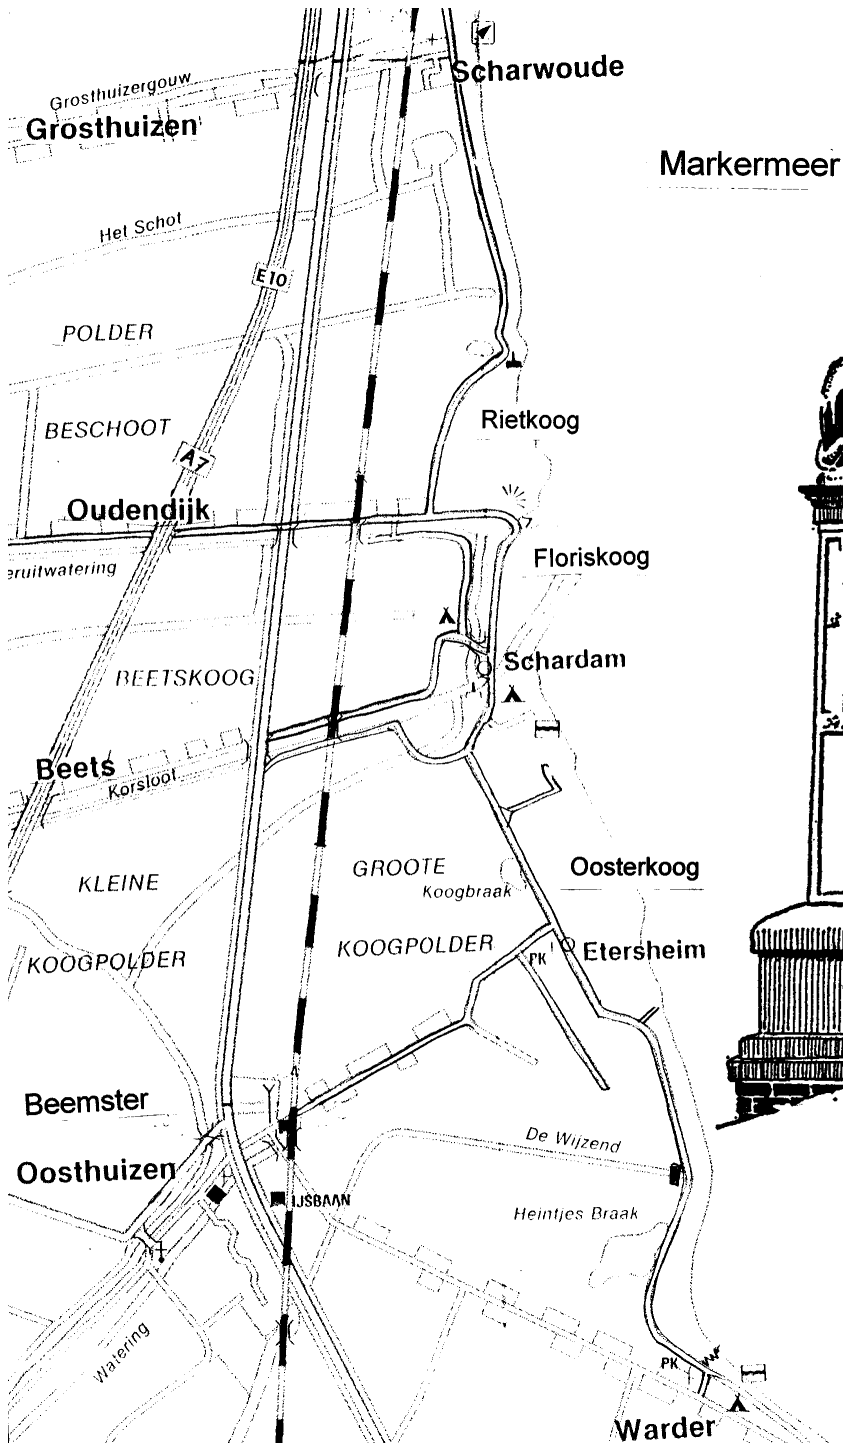 Scharwoude
Grosthuizergouw
Grosthuizen
Markermeer
Het Schot
E10
POLDER
Rietkoog
BESCHOOT
A7
Oudendijk
Floriskoog
eruitwatering
Schardam
BEETSKOOG
Beets
Korsloot
GROOTE
Oosterkoog
KLEINE
Koogbraak
KOOGPOLDER
Etersheim
PK
KOOGPOLDER
Beemster
De Wijzend
Oosthuizen
IJSBAAN
Heintjes Braak
Watering
PK
Warder